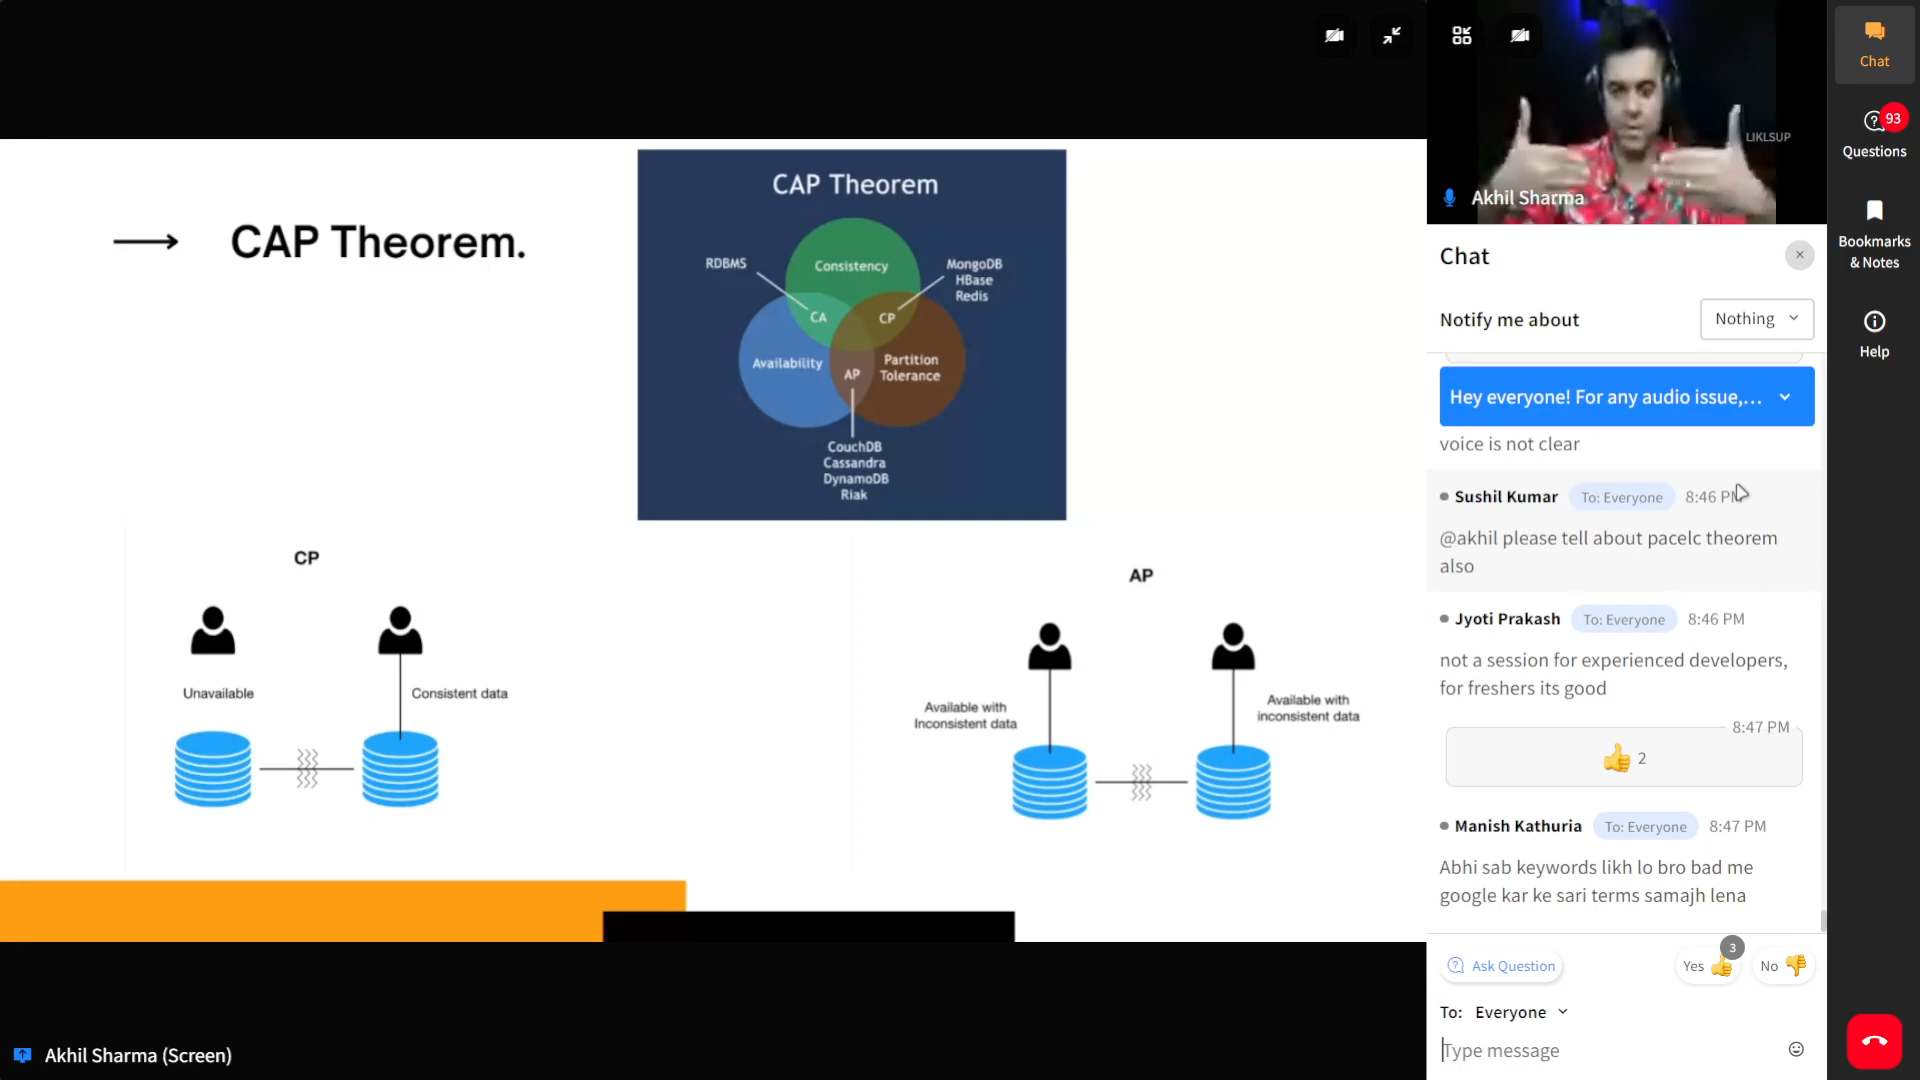 CAP Theorem.
CAP Theorem
Consistency
RDBMS
MongoDB
HBase
Redis
CA
CP
Availability
Partition
Tolerance
AP
CouchDB
Cassandra
DynamoDB
Riak
CP
Unavailable
Consistent data
AP
Available with
Inconsistent data
Available with
inconsistent data
Akhil Sharma (Screen)
LIKLSUP
Akhil Sharma
Chat
Notify me about
Nothing
Hey everyone! For any audio issue,...
voice is not clear
Sushil Kumar To: Everyone 8:46 PM
@akhil please tell about pacelc theorem
also
Jyoti Prakash To: Everyone 8:46 PM
not a session for experienced developers,
for freshers its good
8:47 PM
2
Manish Kathuria To: Everyone 8:47 PM
Abhi sab keywords likh lo bro bad me
google kar ke sari terms samajh lena
Ask Question
Yes
3
No
To: Everyone
Type message
Chat
93
Questions
Bookmarks
& Notes
Help